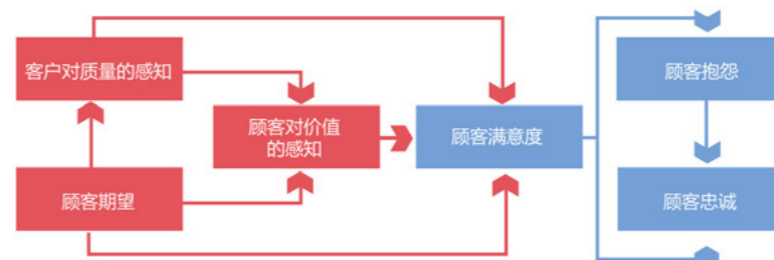 客户对质量的感知
顾客抱怨
顾客对价值
的感知
顾客满意度
顾客期望
顾客忠诚